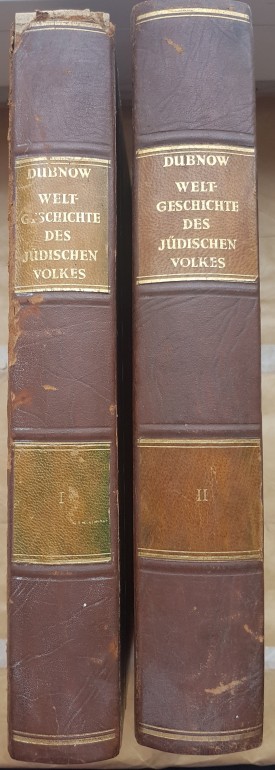 DUBNOW
WELT-
GESCHICHTE
DES
JÜDISCHEN
VOLKES
I
DUBNOW
WELT-
GESCHICHTE
DES
JÜDISCHEN
VOLKES
II